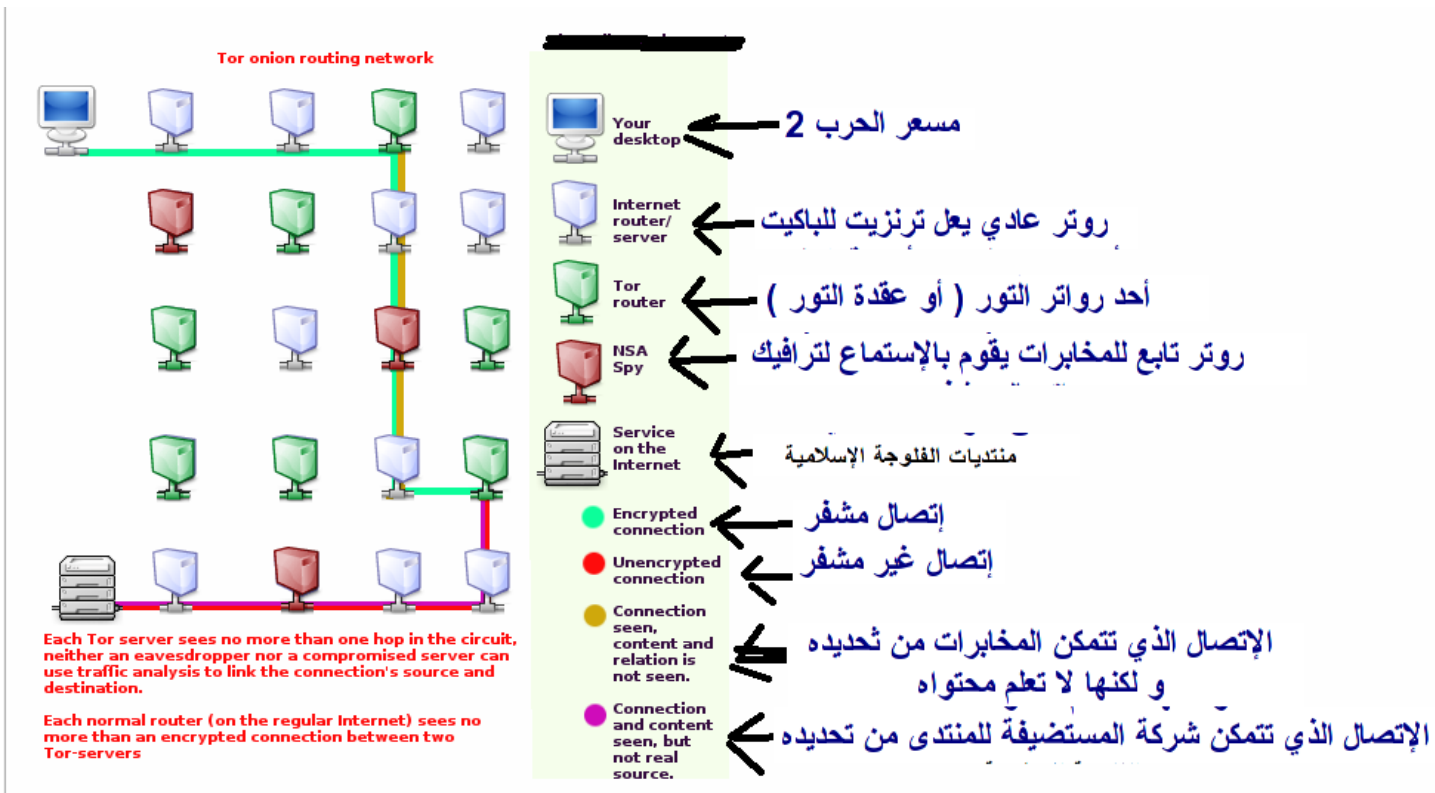 Tor onion routing network
Your
desktop
مسعر الحرب 2
Internet
router/
server
روتر عادي يعل ترنزيت للباكيت
Tor
router
أحد رواتر التور ( أو عقدة التور )
NSA
Spy
روتر تابع للمخابرات يقوم بالإستماع لترافيك
Service
on the
Internet
منتديات الفلوجة الإسلامية
Encrypted
connection
إتصال مشفر
Unencrypted
connection
إتصال غير مشفر
Connection
seen,
content and
relation is
not seen.
الإتصال الذي تتمكن المخابرات من تحديده
و لكنها لا تعلم محتواه
Connection
and content
seen, but
not real
source.
الإتصال الذي تتمكن شركة المستضيفة للمنتدى من تحديده
Each Tor server sees no more than one hop in the circuit,
neither an eavesdropper nor a compromised server can
use traffic analysis to link the connection's source and
destination.
Each normal router (on the regular Internet) sees no
more than an encrypted connection between two
Tor-servers